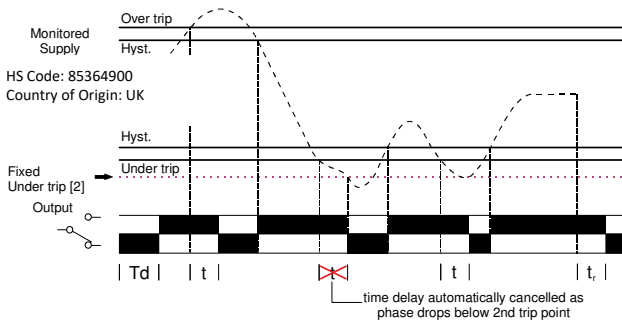 Over trip
Monitored
Supply
Hyst.
HS Code: 85364900
Country of Origin: UK
Hyst.
Under trip
Fixed
Under trip [2]
Output
Td
t
t
t
tr
time delay automatically cancelled as
phase drops below 2nd trip point